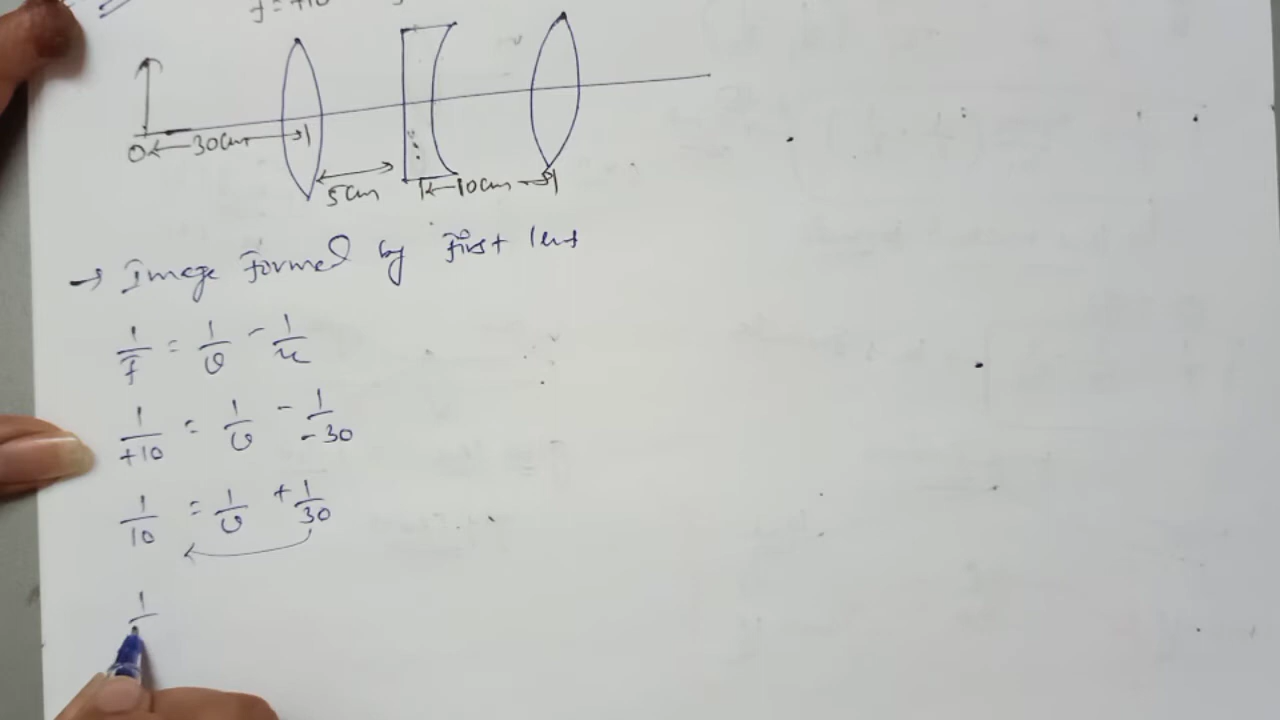 f = +10
O 30cm
5cm
10cm
→ Image Formed by First lens
1/f = 1/v - 1/u
1/+10 = 1/v - 1/-30
1/10 = 1/v + 1/30
1